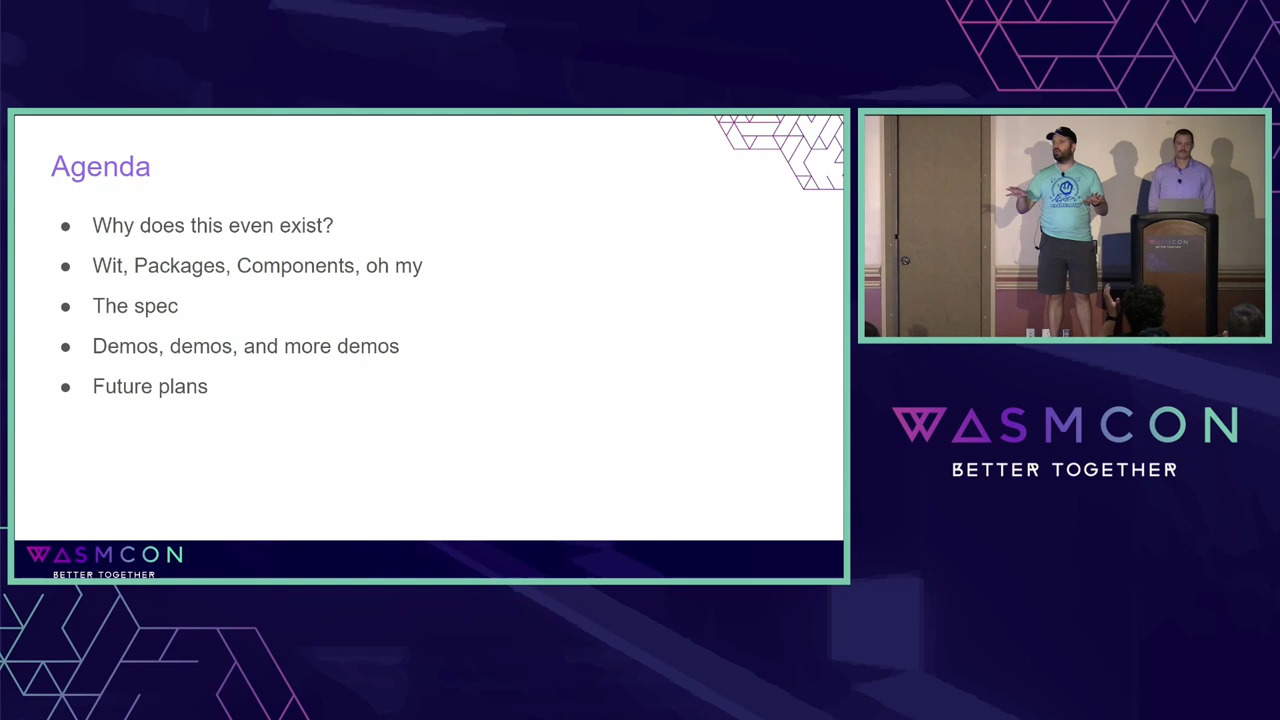 Agenda
● Why does this even exist?
● Wit, Packages, Components, oh my
● The spec
● Demos, demos, and more demos
● Future plans
WASMCON
BETTER TOGETHER
WASMCON
WASMCON
BETTER TOGETHER